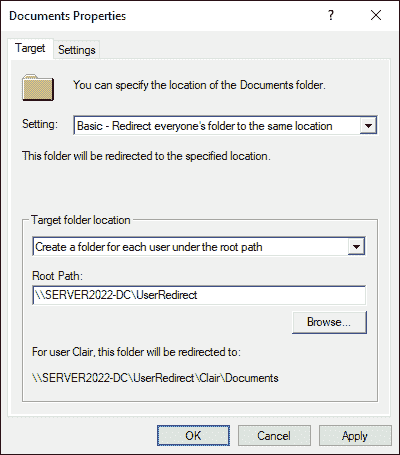 Documents Properties
?
Target
Settings
You can specify the location of the Documents folder.
Setting:
Basic - Redirect everyone's folder to the same location
This folder will be redirected to the specified location.
Target folder location
Create a folder for each user under the root path
Root Path:
\\SERVER2022-DC\UserRedirect
Browse...
For user Clair, this folder will be redirected to:
\\SERVER2022-DC\UserRedirect\Clair\Documents
OK
Cancel
Apply